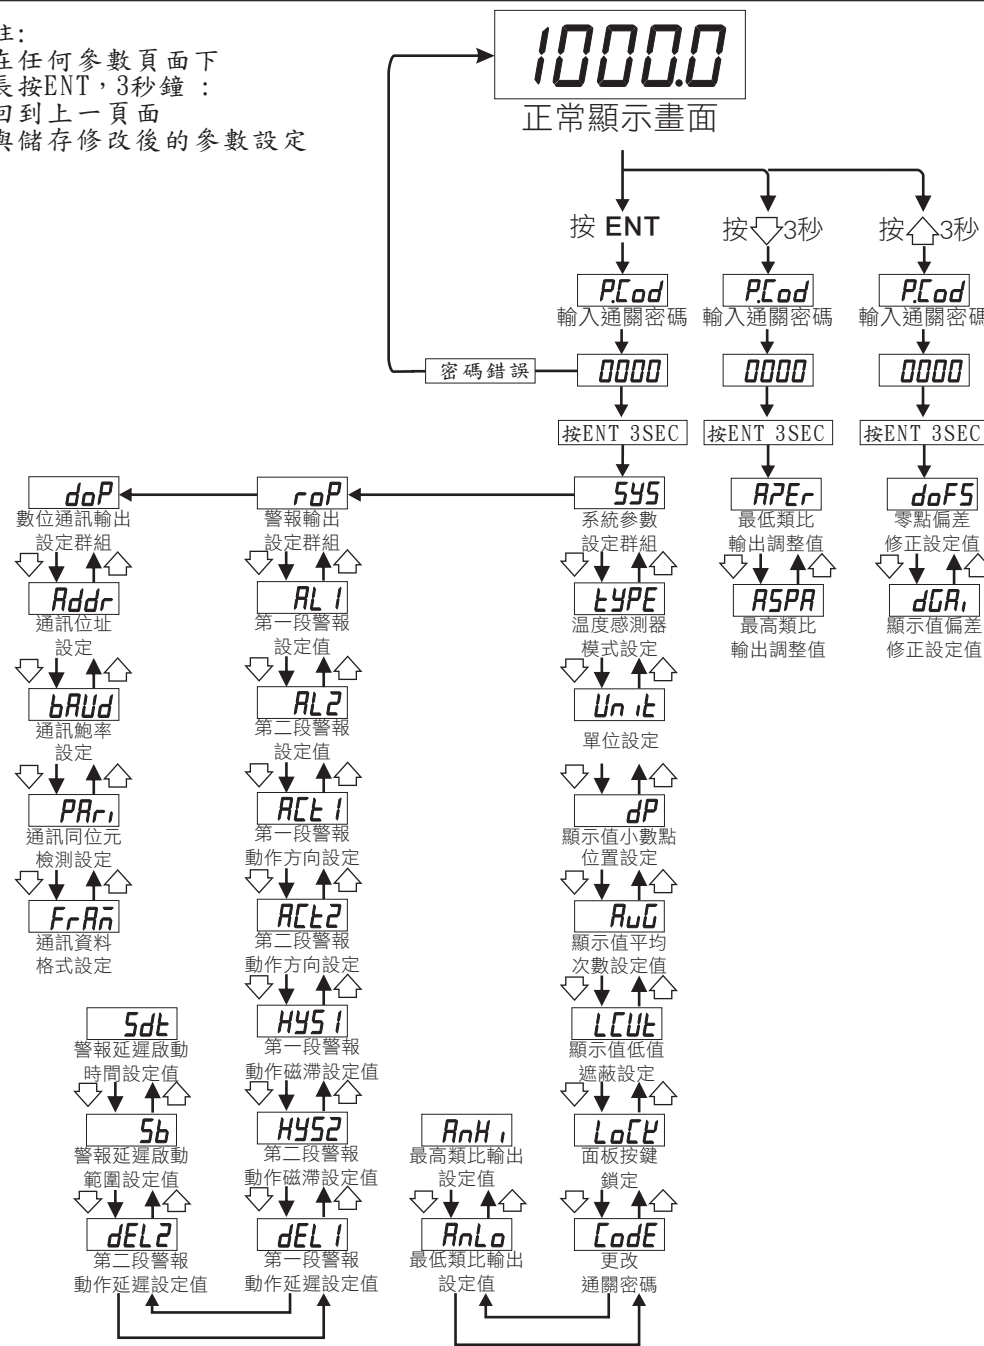 註:
在任何參數頁面下
長按ENT，3秒鐘：
回到上一頁面
與儲存修改後的參數設定
1000.0
正常顯示畫面
按 ENT
按 3秒
按 3秒
P.Cod
輸入通關密碼
P.Cod
輸入通關密碼
P.Cod
輸入通關密碼
密碼錯誤
0000
0000
0000
按ENT 3SEC
按ENT 3SEC
按ENT 3SEC
doP
數位通訊輸出
設定群組
Addr
通訊位址
設定
bAUd
通訊鮑率
設定
PAri
通訊同位元
檢測設定
FrAm
通訊資料
格式設定
Sdt
警報延遲啟動
時間設定值
Sb
警報延遲啟動
範圍設定值
dEL2
第二段警報
動作延遲設定值
roP
警報輸出
設定群組
AL1
第一段警報
設定值
AL2
第二段警報
設定值
ACt1
第一段警報
動作方向設定
ACt2
第二段警報
動作方向設定
HYS1
第一段警報
動作磁滯設定值
HYS2
第二段警報
動作磁滯設定值
dEL1
第一段警報
動作延遲設定值
AnHi
最高類比輸出
設定值
AnLo
最低類比輸出
設定值
SYS
系統參數
設定群組
tYPE
溫度感測器
模式設定
Unit
單位設定
dP
顯示值小數點
位置設定
AvG
顯示值平均
次數設定值
LCUt
顯示值低值
遮蔽設定
LoCK
面板按鍵
鎖定
CodE
更改
通關密碼
AZEr
最低類比
輸出調整值
ASPA
最高類比
輸出調整值
doFS
零點偏差
修正設定值
dGAi
顯示值偏差
修正設定值